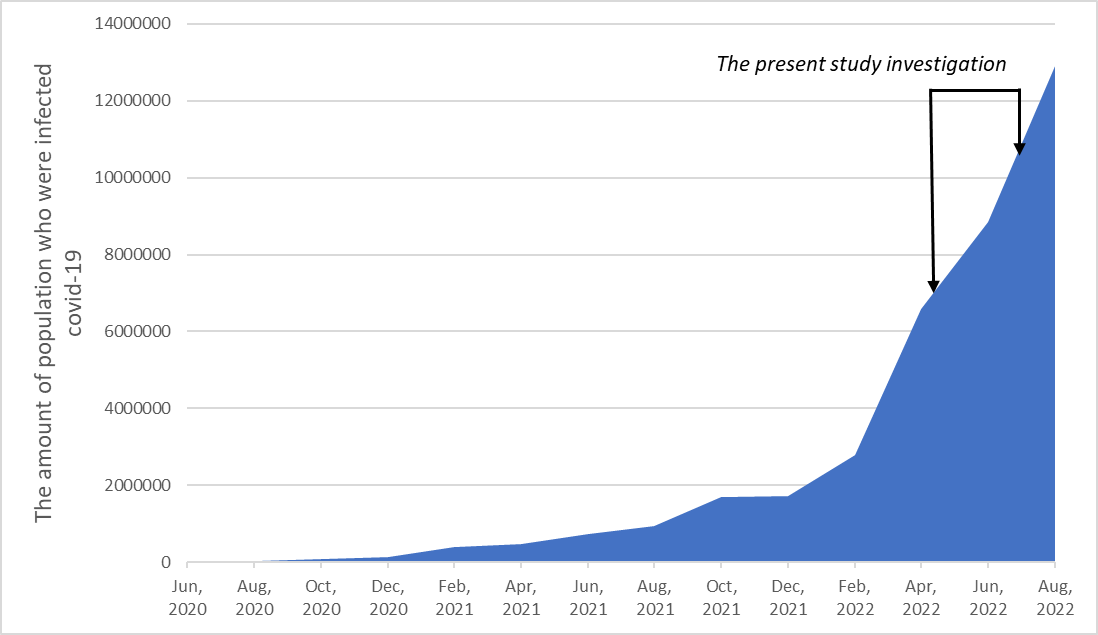 The amount of population who were infected
covid-19
14000000
12000000
10000000
8000000
6000000
4000000
2000000
0
The present study investigation
Jun, Aug, Oct, Dec, Feb, Apr, Jun, Aug, Oct, Dec, Feb, Apr, Jun, Aug,
2020 2020 2020 2020 2021 2021 2021 2021 2021 2021 2022 2022 2022 2022